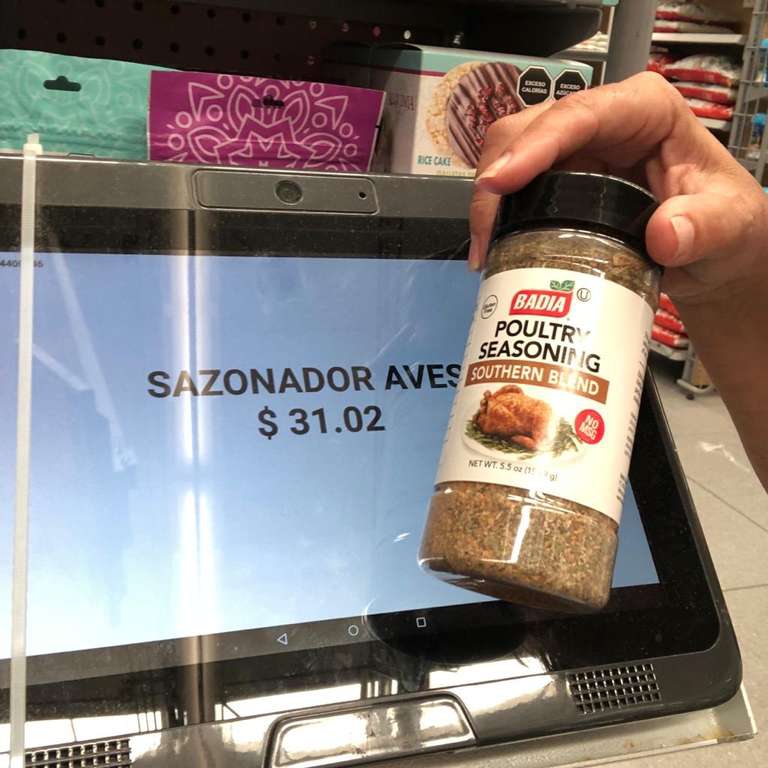 EXCESO
CALORÍAS
EXCESO
RICE CAKE
SAZONADOR AVES
$ 31.02
BADIA
U
POULTRY
SEASONING
SOUTHERN BLEND
NO
MSG
NET WT. 5.5 oz